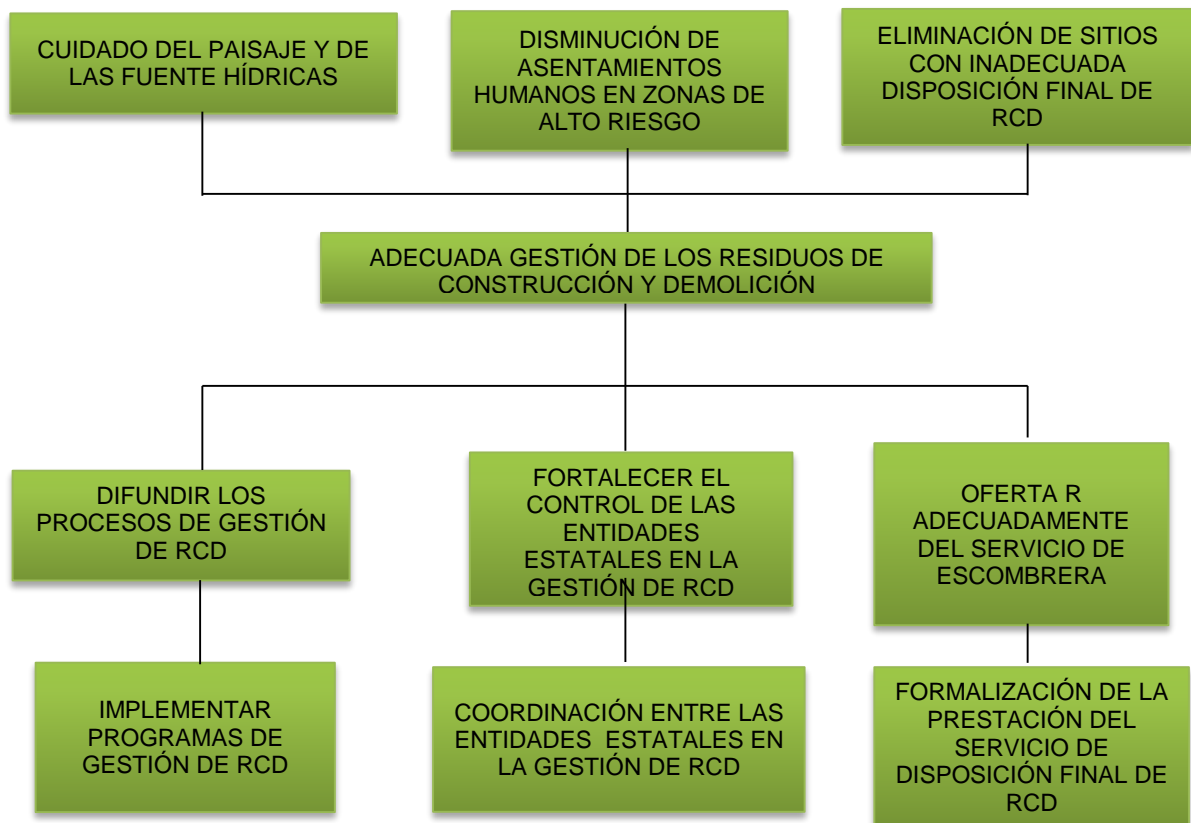 CUIDADO DEL PAISAJE Y DE
LAS FUENTE HÍDRICAS
DISMINUCIÓN DE
ASENTAMIENTOS
HUMANOS EN ZONAS DE
ALTO RIESGO
ELIMINACIÓN DE SITIOS
CON INADECUADA
DISPOSICIÓN FINAL DE
RCD
ADECUADA GESTIÓN DE LOS RESIDUOS DE
CONSTRUCCIÓN Y DEMOLICIÓN
DIFUNDIR LOS
PROCESOS DE GESTIÓN
DE RCD
FORTALECER EL
CONTROL DE LAS
ENTIDADES
ESTATALES EN LA
GESTIÓN DE RCD
OFERTA R
ADECUADAMENTE
DEL SERVICIO DE
ESCOMBRERA
IMPLEMENTAR
PROGRAMAS DE
GESTIÓN DE RCD
COORDINACIÓN ENTRE LAS
ENTIDADES  ESTATALES EN
LA GESTIÓN DE RCD
FORMALIZACIÓN DE LA
PRESTACIÓN DEL
SERVICIO DE
DISPOSICIÓN FINAL DE
RCD